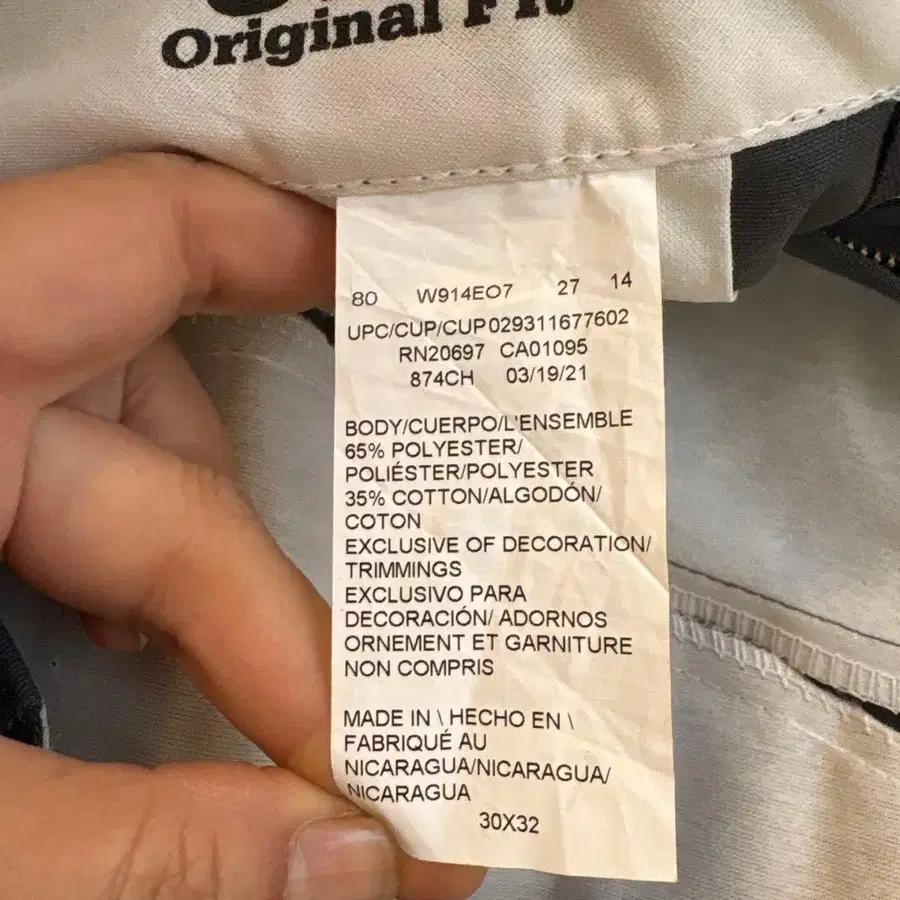 Original Fit
80 W914EO7 27 14
UPC/CUP/CUP029311677602
RN20697 CA01095
874CH 03/19/21
BODY/CUERPO/L'ENSEMBLE
65% POLYESTER/
POLIÉSTER/POLYESTER
35% COTTON/ALGODÓN/
COTON
EXCLUSIVE OF DECORATION/
TRIMMINGS
EXCLUSIVO PARA
DECORACIÓN/ ADORNOS
ORNEMENT ET GARNITURE
NON COMPRIS
MADE IN \ HECHO EN \
FABRIQUÉ AU
NICARAGUA/NICARAGUA/
NICARAGUA
30X32